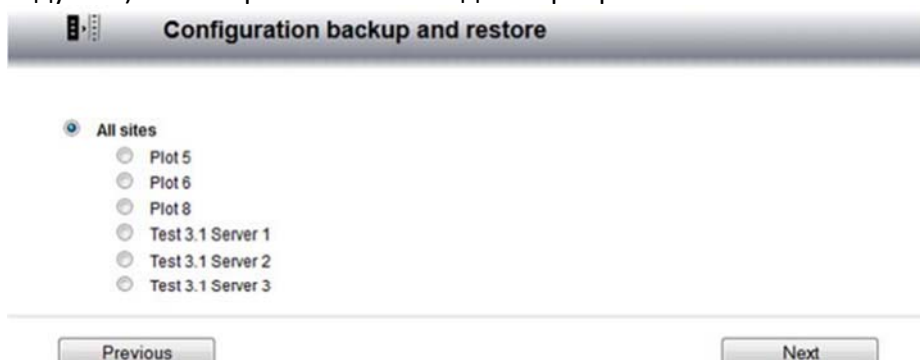 Configuration backup and restore
All sites
Plot 5
Plot 6
Plot 8
Test 3.1 Server 1
Test 3.1 Server 2
Test 3.1 Server 3
Previous Next